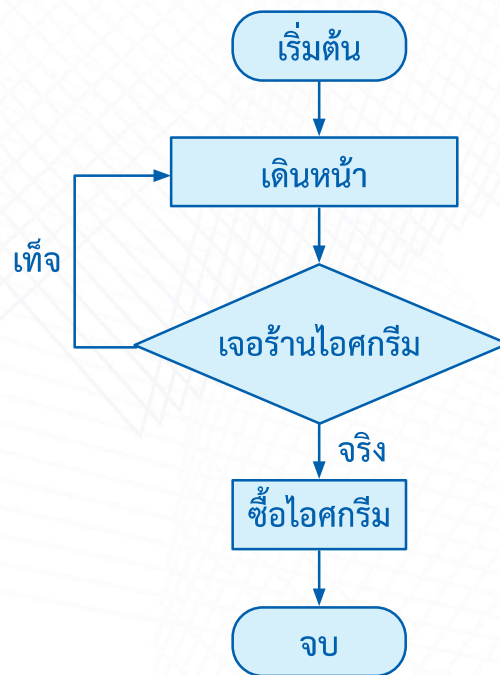 เริ่มต้น
เดินหน้า
เท็จ
เจอร้านไอศกรีม
จริง
ซื้อไอศกรีม
จบ